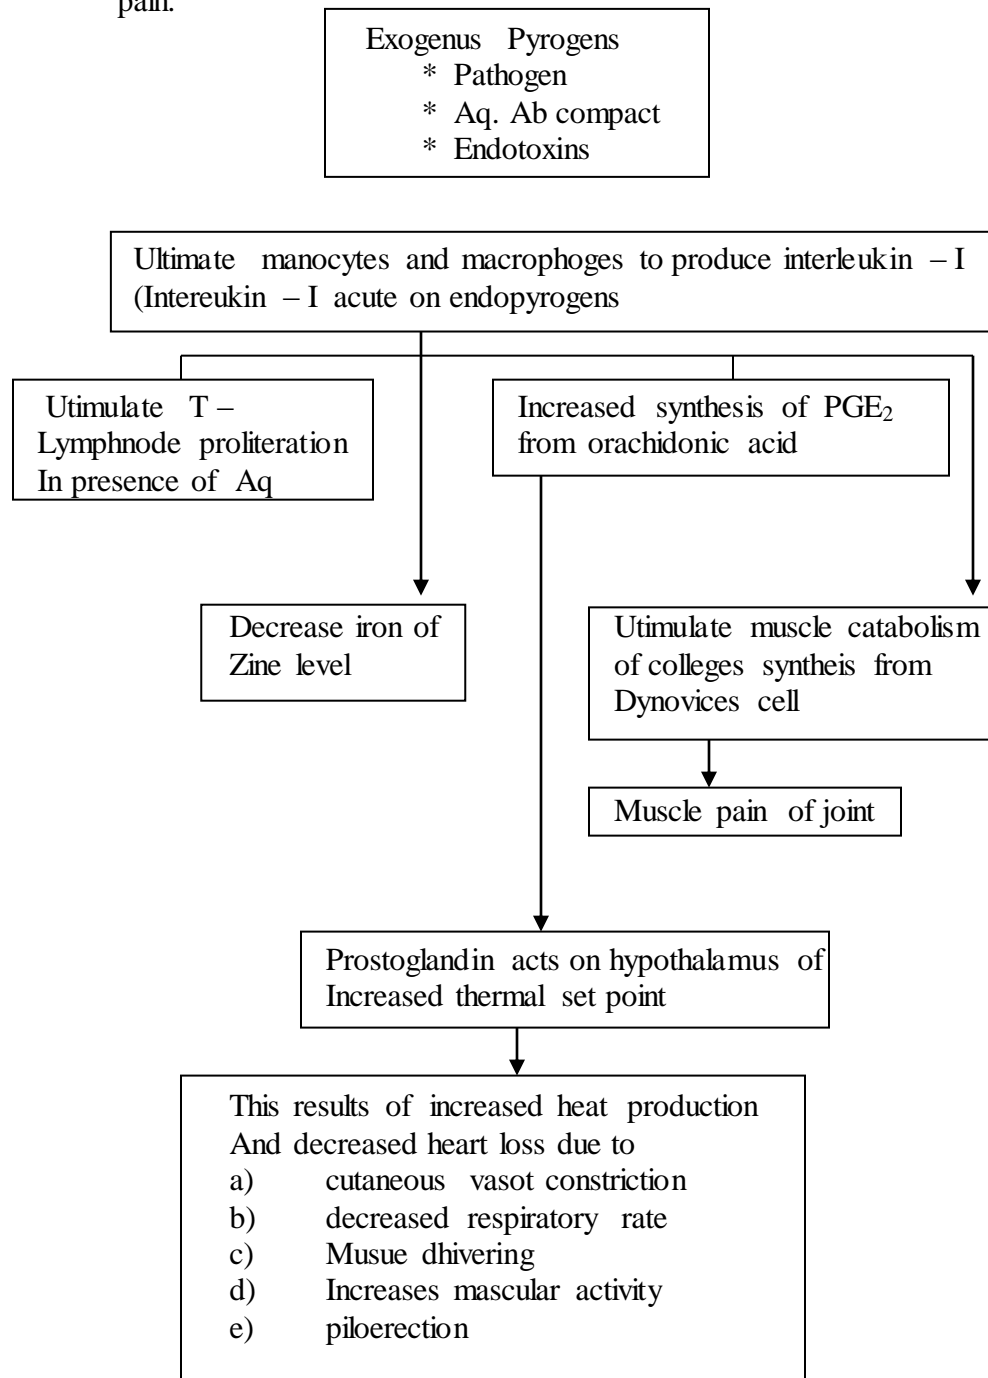 pain.
Exogenus Pyrogens
* Pathogen
* Aq. Ab compact
* Endotoxins
Ultimate manocytes and macrophoges to produce interleukin – I
(Intereukin – I acute on endopyrogens
Utimulate T –
Lymphnode proliteration
In presence of Aq
Increased synthesis of PGE₂
from orachidonic acid
Decrease iron of
Zine level
Utimulate muscle catabolism
of colleges syntheis from
Dynovices cell
Muscle pain of joint
Prostoglandin acts on hypothalamus of
Increased thermal set point
This results of increased heat production
And decreased heart loss due to
a) cutaneous vasot constriction
b) decreased respiratory rate
c) Musue dhivering
d) Increases mascular activity
e) piloerection